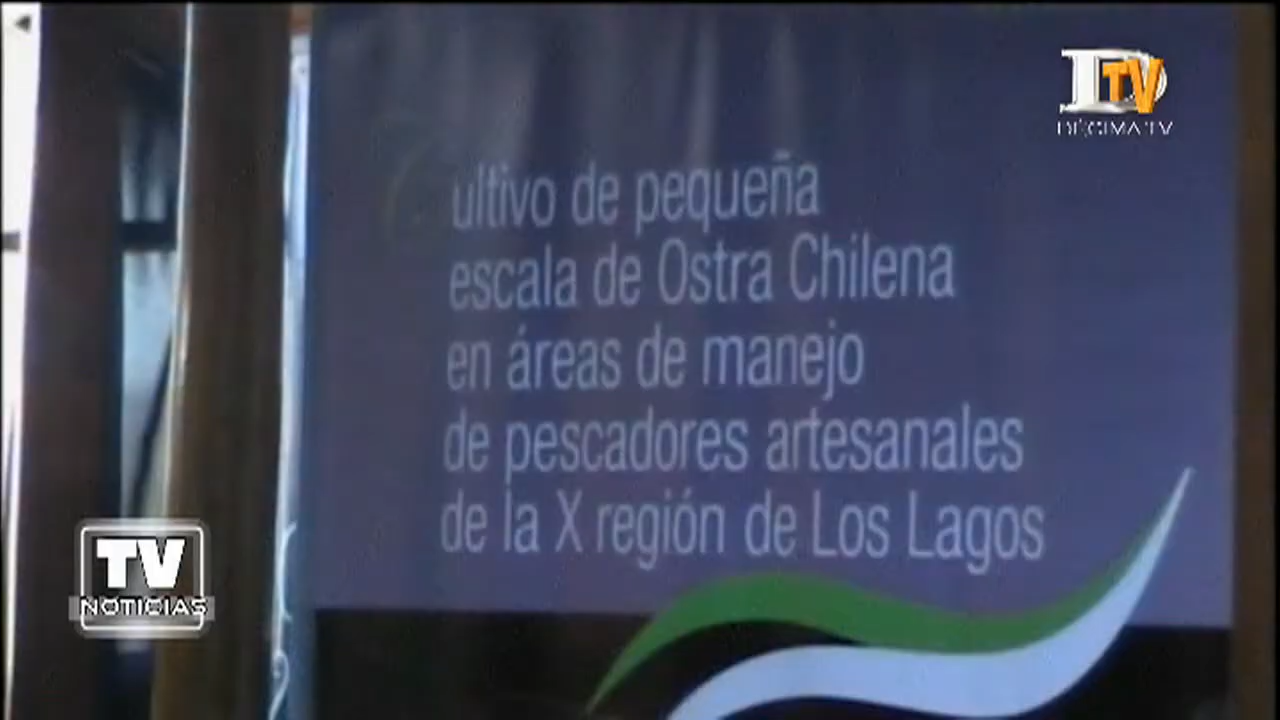 DTV
DECIMA TV
ultivo de pequeña
escala de Ostra Chilena
en áreas de manejo
de pescadores artesanales
de la X región de Los Lagos
TV
NOTICIAS